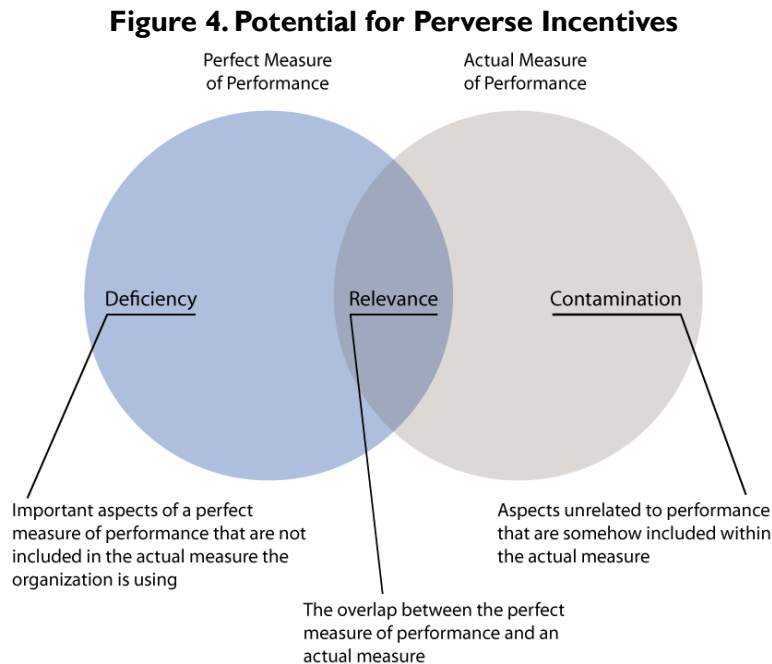 Figure 4. Potential for Perverse Incentives
Perfect Measure
of Performance
Actual Measure
of Performance
Deficiency
Relevance
Contamination
Important aspects of a perfect
measure of performance that are not
included in the actual measure the
organization is using
Aspects unrelated to performance
that are somehow included within
the actual measure
The overlap between the perfect
measure of performance and an
actual measure